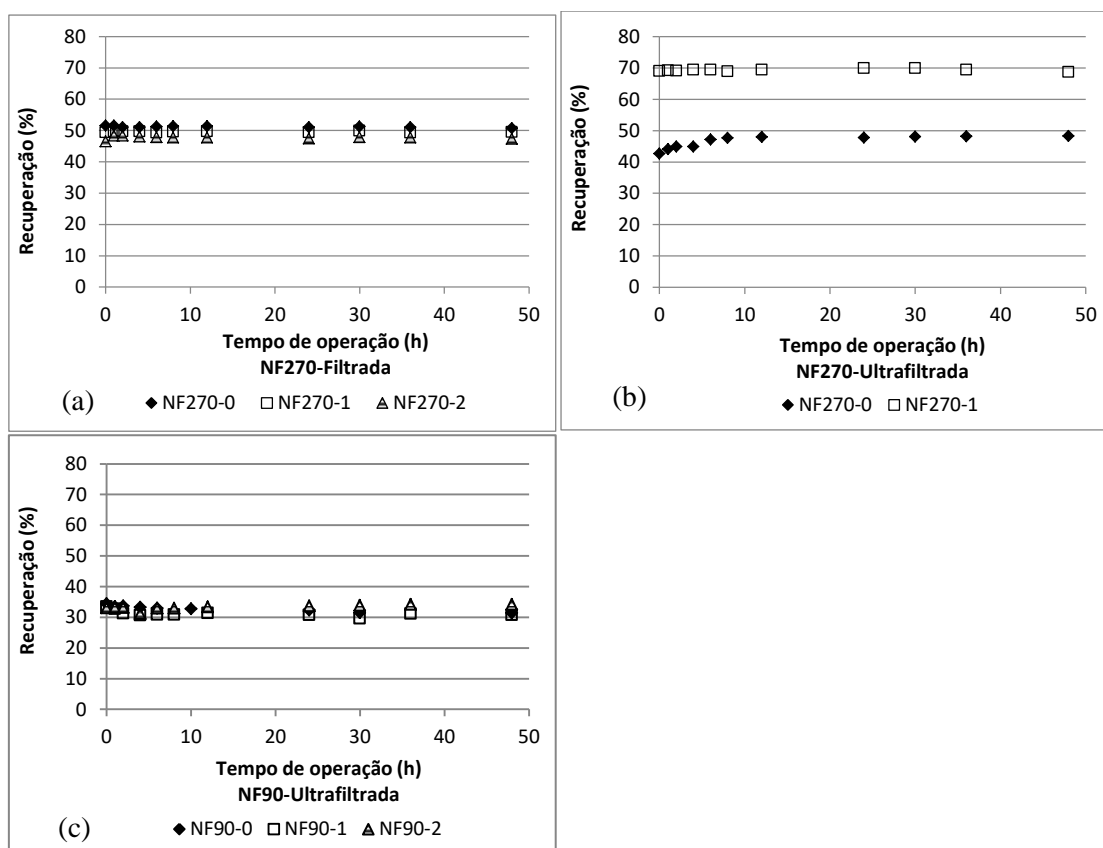 80
70
60
50
40
30
20
10
0
Recuperação (%)
0 10 20 30 40 50
Tempo de operação (h)
NF270-Filtrada
(a)
NF270-0 NF270-1 NF270-2
80
70
60
50
40
30
20
10
0
Recuperação (%)
0 10 20 30 40 50
Tempo de operação (h)
NF270-Ultrafiltrada
(b)
NF270-0 NF270-1
80
70
60
50
40
30
20
10
0
Recuperação (%)
0 10 20 30 40 50
Tempo de operação (h)
NF90-Ultrafiltrada
(c)
NF90-0 NF90-1 NF90-2